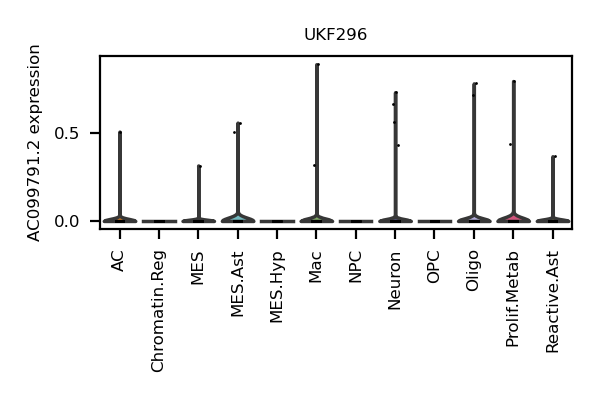 UKF296
AC099791.2 expression
0.5
0.0
AC
Chromatin.Reg
MES
MES.Ast
MES.Hyp
Mac
NPC
Neuron
OPC
Oligo
Prolif.Metab
Reactive.Ast